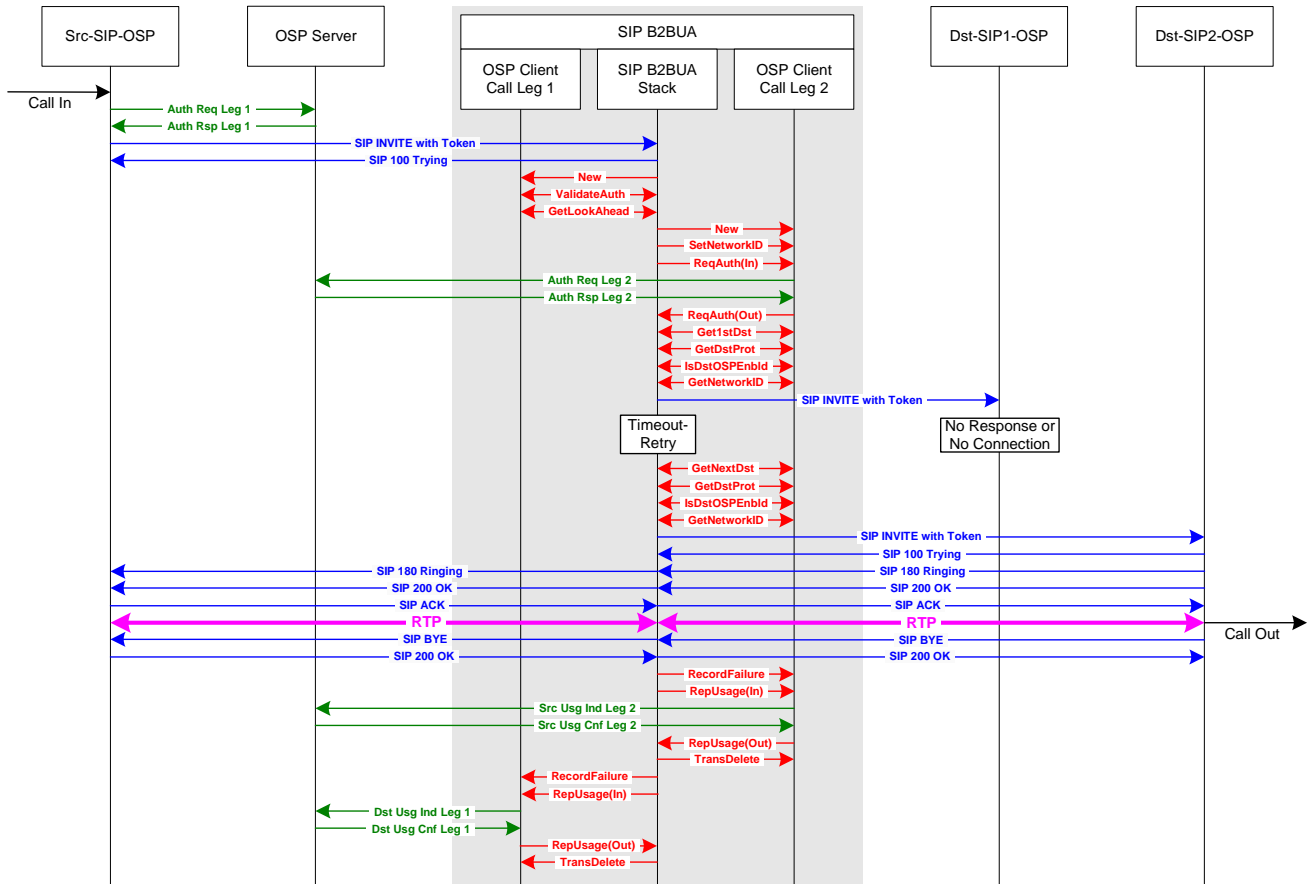 Src-SIP-OSP
OSP Server
SIP B2BUA
Dst-SIP1-OSP
Dst-SIP2-OSP
OSP Client
Call Leg 1
SIP B2BUA
Stack
OSP Client
Call Leg 2
Call In
Auth Req Leg 1
Auth Rsp Leg 1
SIP INVITE with Token
SIP 100 Trying
New
ValidateAuth
GetLookAhead
New
SetNetworkID
ReqAuth(In)
Auth Req Leg 2
Auth Rsp Leg 2
ReqAuth(Out)
Get1stDst
GetDstProt
IsDstOSPEnbld
GetNetworkID
SIP INVITE with Token
Timeout-
Retry
No Response or
No Connection
GetNextDst
GetDstProt
IsDstOSPEnbld
GetNetworkID
SIP INVITE with Token
SIP 100 Trying
SIP 180 Ringing SIP 180 Ringing
SIP 200 OK SIP 200 OK
SIP ACK SIP ACK
RTP RTP
Call Out
SIP BYE SIP BYE
SIP 200 OK SIP 200 OK
RecordFailure
RepUsage(In)
Src Usg Ind Leg 2
Src Usg Cnf Leg 2
RepUsage(Out)
TransDelete
RecordFailure
RepUsage(In)
Dst Usg Ind Leg 1
Dst Usg Cnf Leg 1
RepUsage(Out)
TransDelete